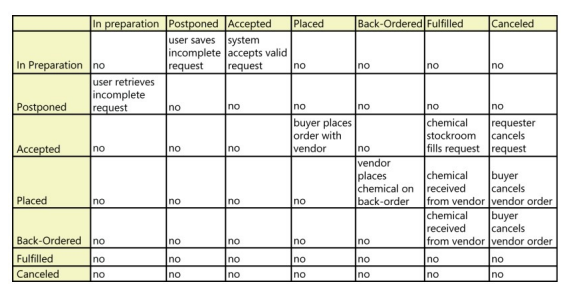 In preparation Postponed Accepted Placed Back-Ordered Fulfilled Canceled
user saves system
incomplete accepts valid
In Preparation no request request no no no no
user retrieves
incomplete
Postponed request no no no no no no
buyer places chemical requester
order with stockroom cancels
Accepted no no no vendor no fills request request
vendor
places chemical buyer
chemical on received cancels
Placed no no no no back-order from vendor vendor order
chemical buyer
received cancels
Back-Ordered no no no no no from vendor vendor order
Fulfilled no no no no no no no
Canceled no no no no no no no